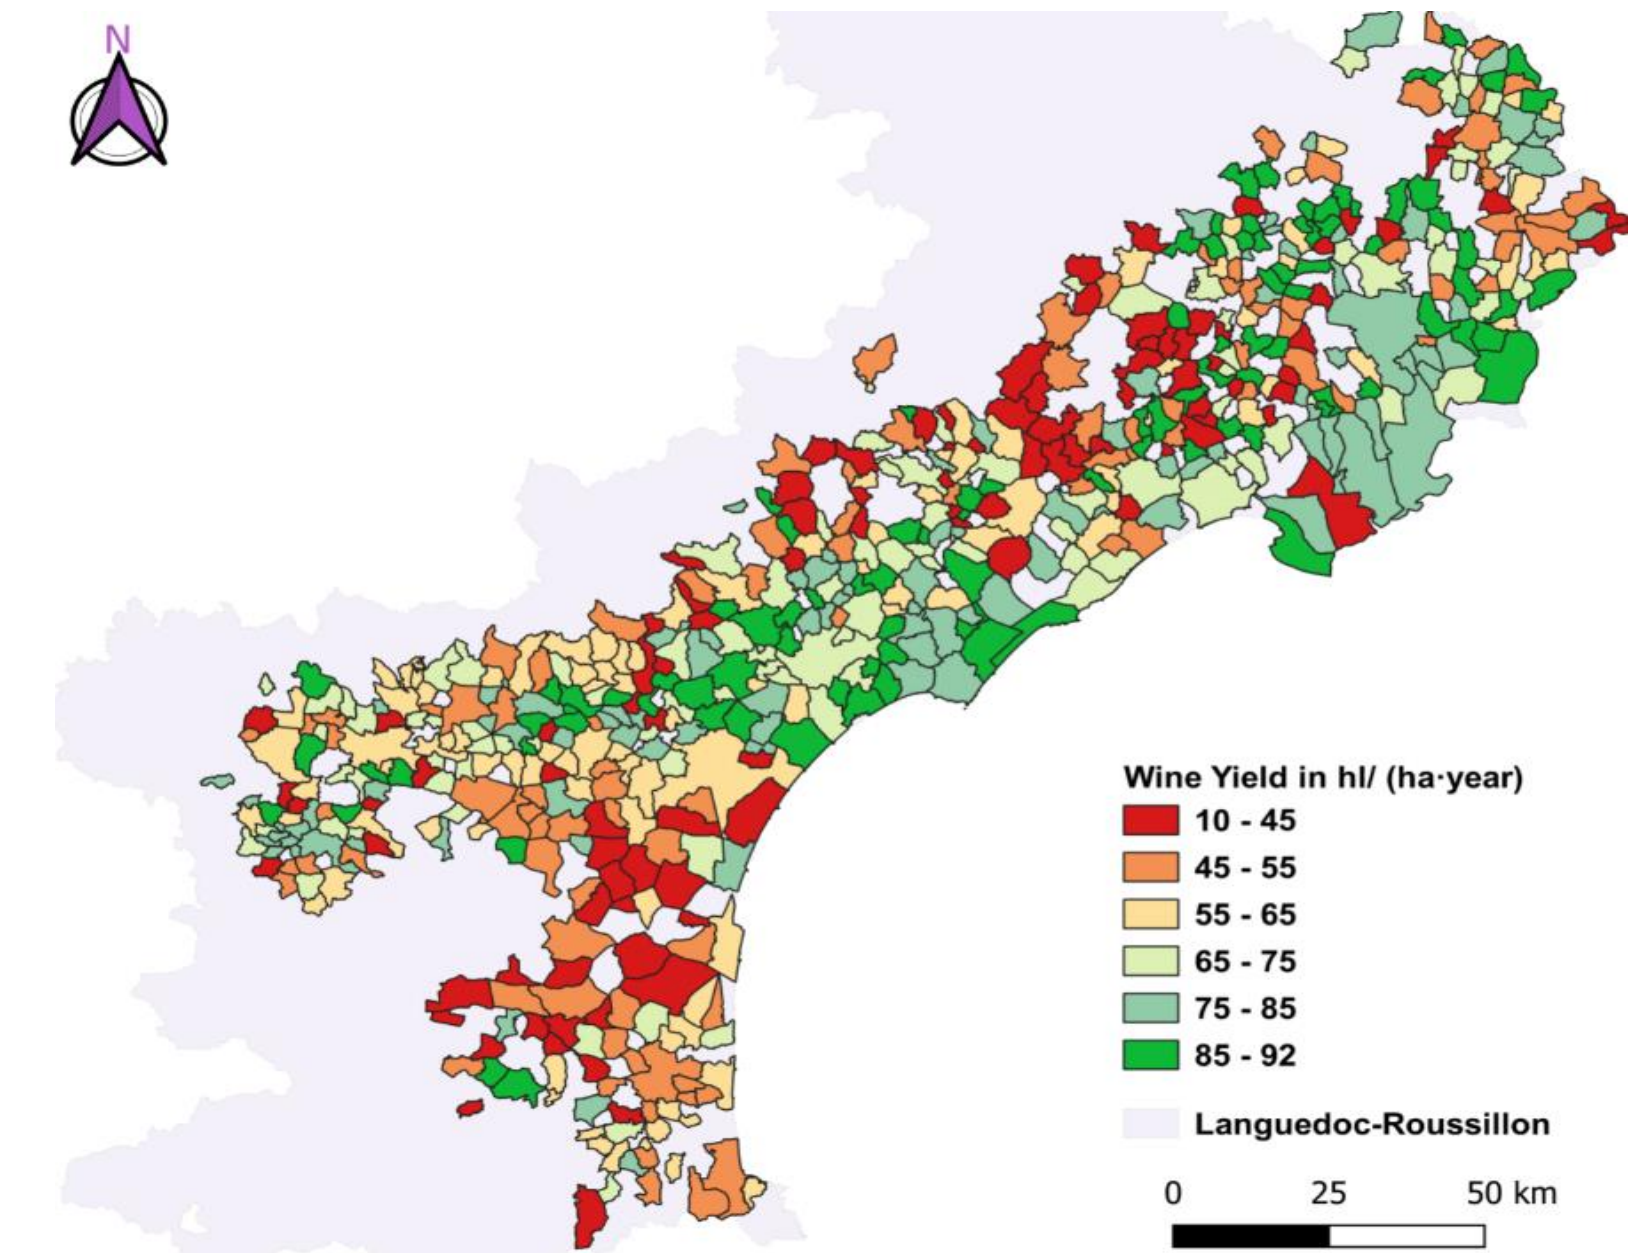 N
Wine Yield in hl/ (ha·year)
10 - 45
45 - 55
55 - 65
65 - 75
75 - 85
85 - 92
Languedoc-Roussillon
0 25 50 km